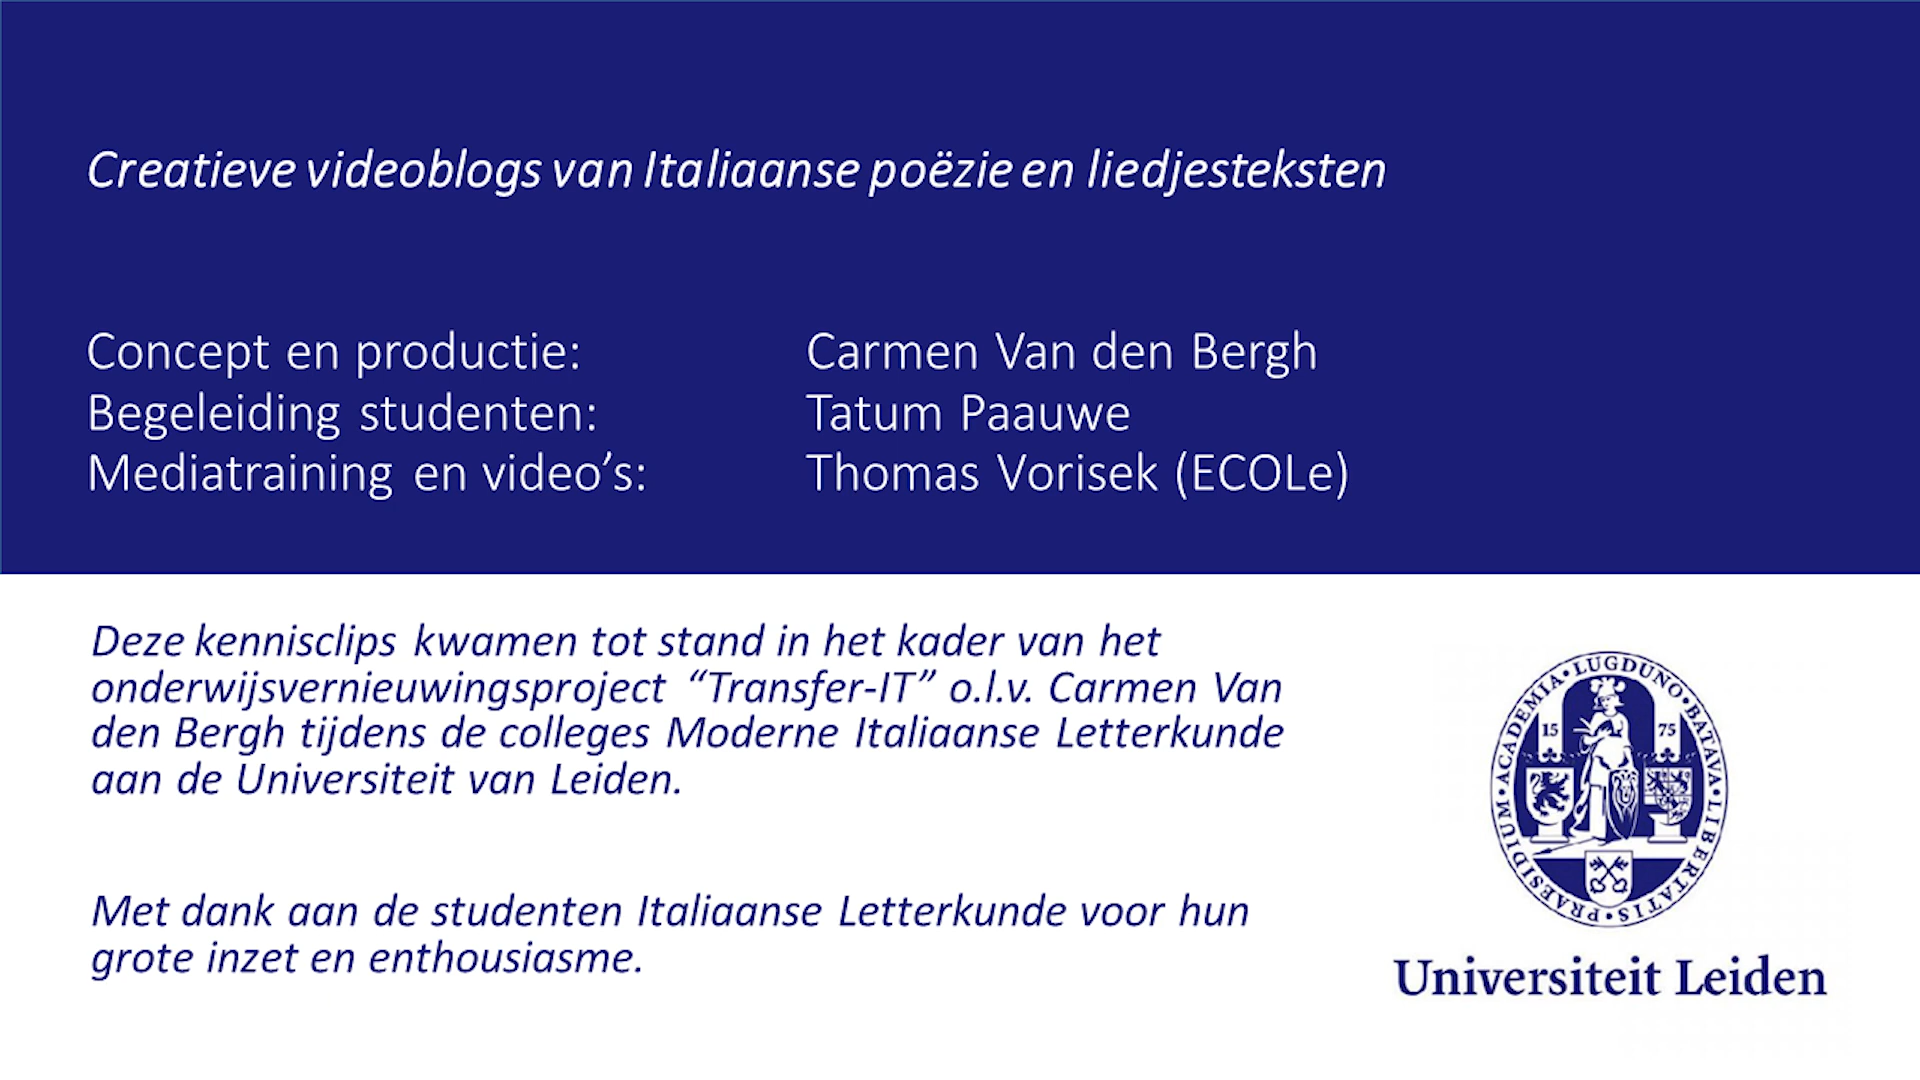 Creatieve videoblogs van Italiaanse poëzie en liedjesteksten
Concept en productie: Carmen Van den Bergh
Begeleiding studenten: Tatum Paauwe
Mediatraining en video’s: Thomas Vorisek (ECOLe)
Deze kennisclips kwamen tot stand in het kader van het
onderwijsvernieuwingsproject “Transfer-IT” o.l.v. Carmen Van
den Bergh tijdens de colleges Moderne Italiaanse Letterkunde
aan de Universiteit van Leiden.
Met dank aan de studenten Italiaanse Letterkunde voor hun
grote inzet en enthousiasme.
ACADEMIA·LUGDUNO·BATAVA·LIBERTATIS·PRAESIDIUM·
15 75
Universiteit Leiden